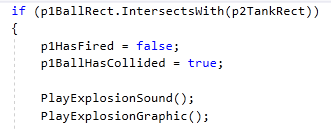 if (p1BallRect.IntersectsWith(p2TankRect))
{
p1HasFired = false;
p1BallHasCollided = true;
PlayExplosionSound();
PlayExplosionGraphic();